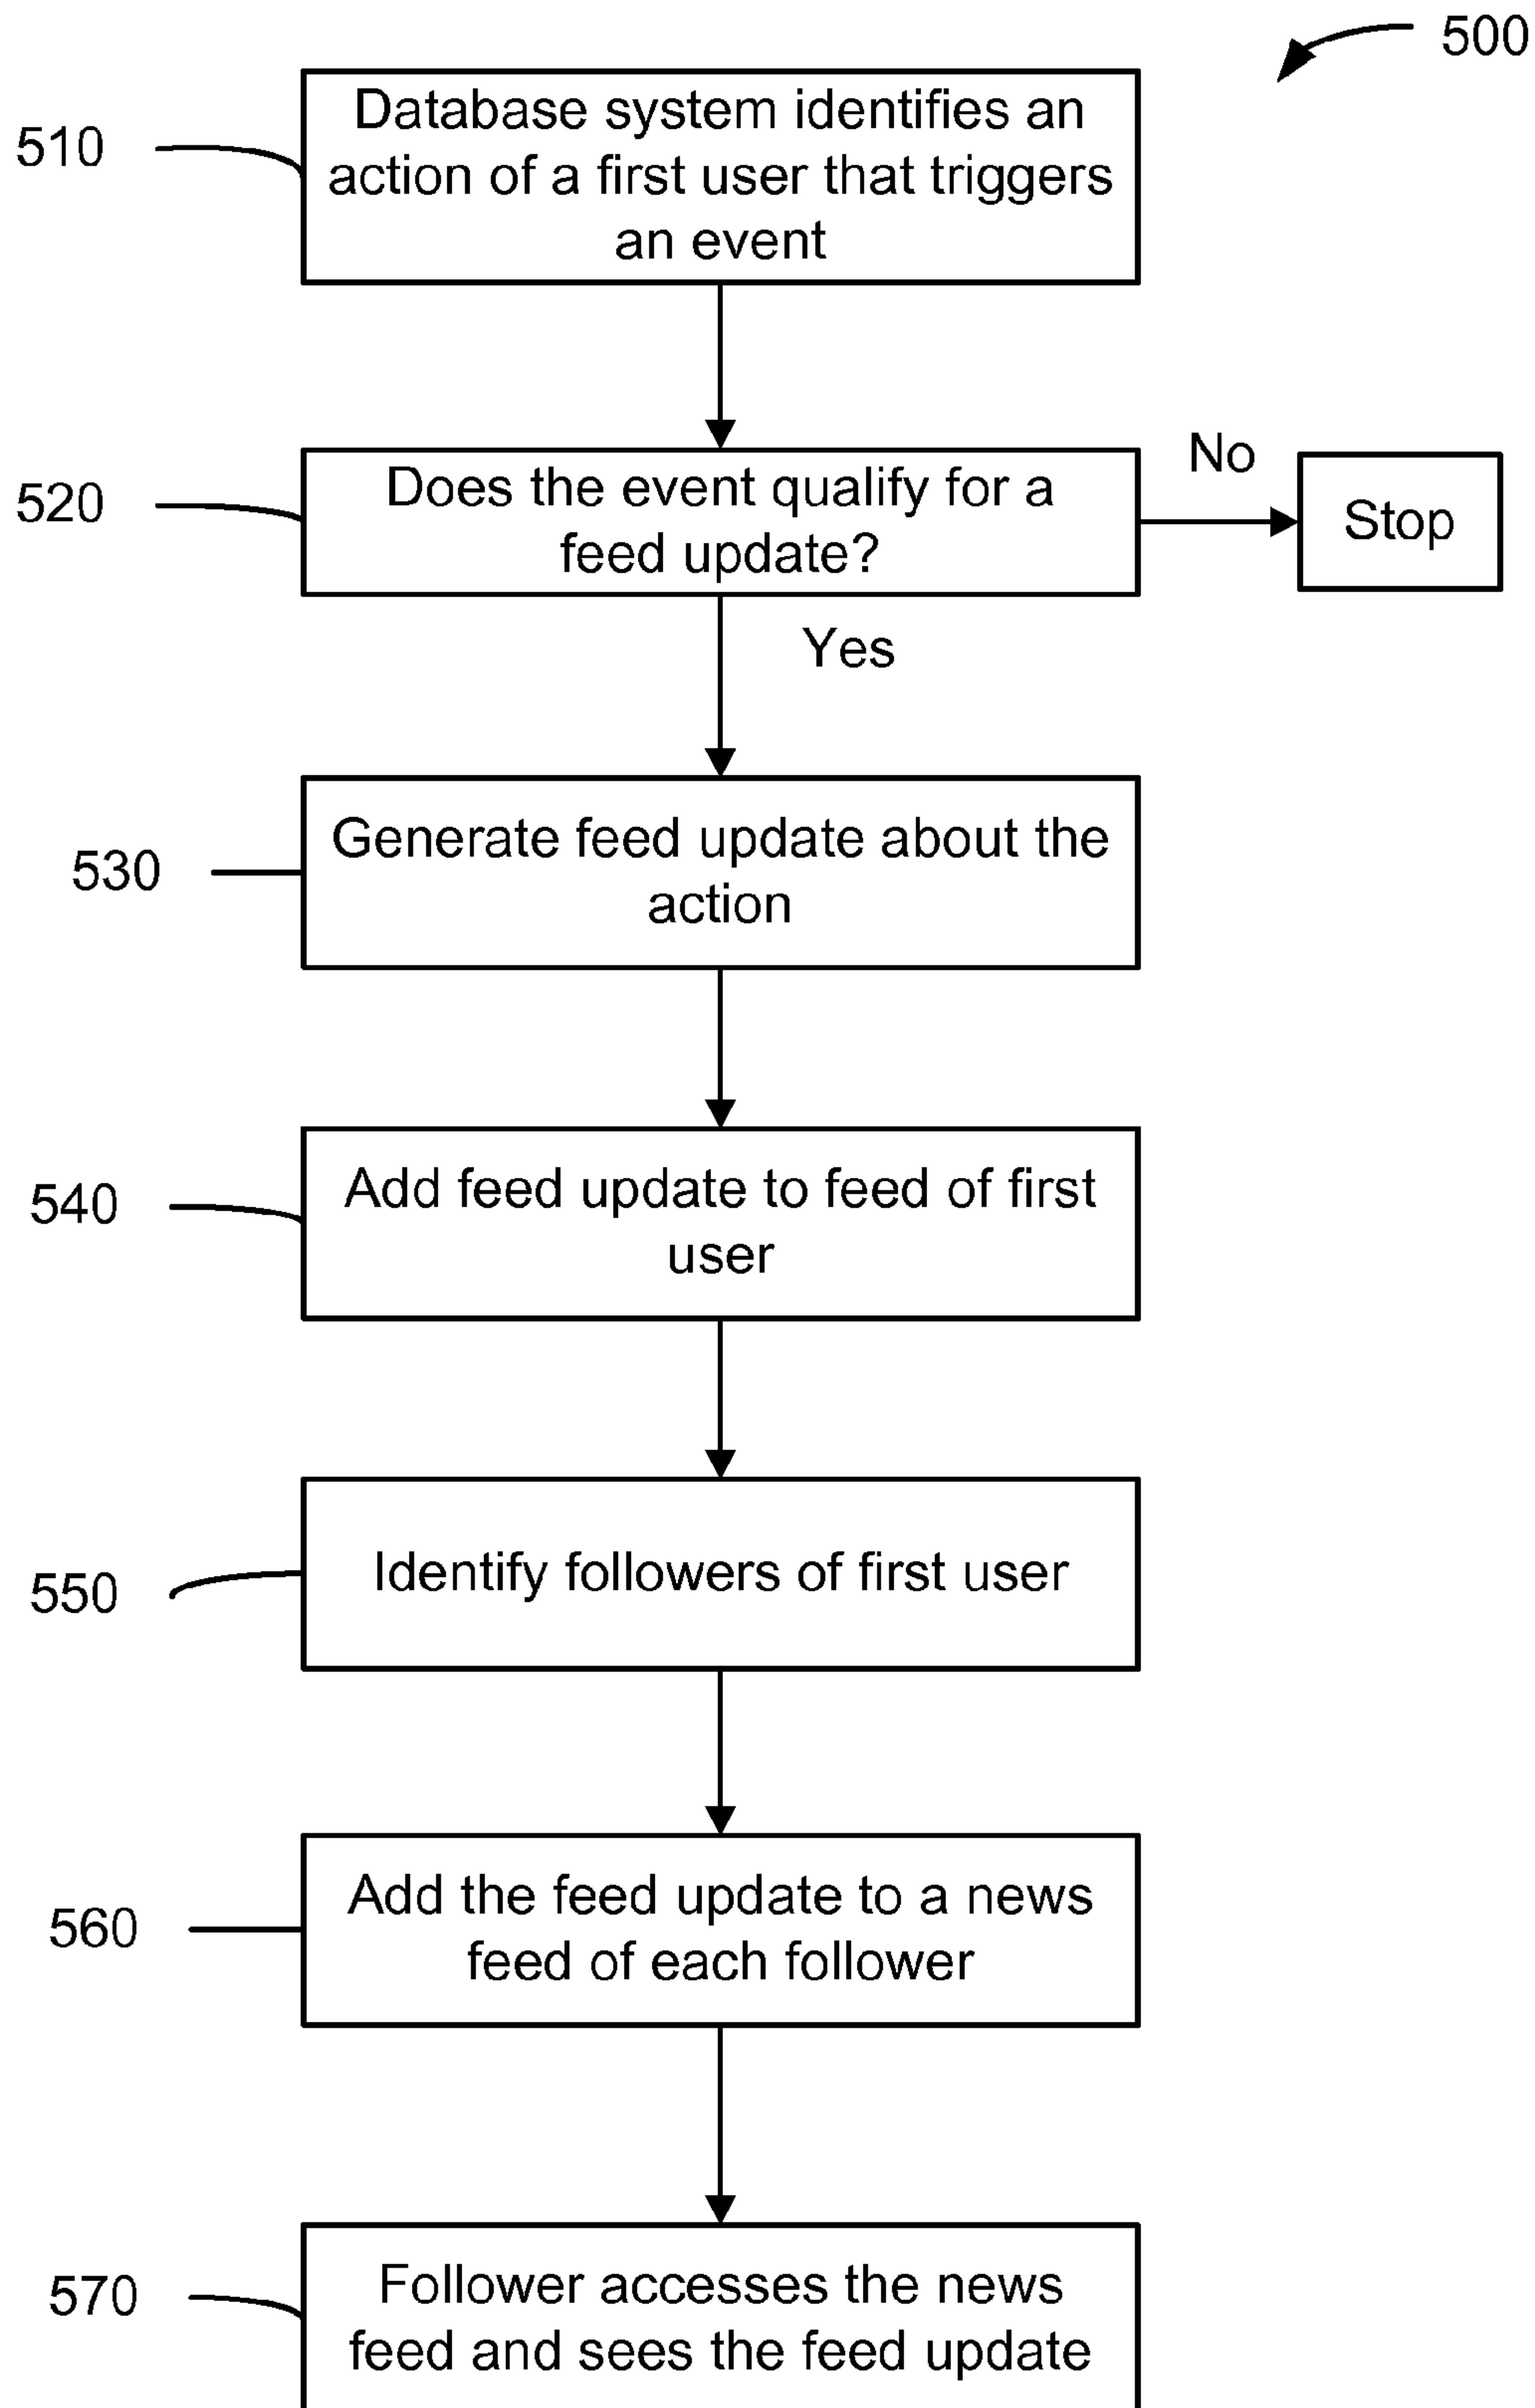 500
510
Database system identifies an
action of a first user that triggers
an event
520
Does the event qualify for a
feed update?
No
Stop
Yes
530
Generate feed update about the
action
540
Add feed update to feed of first
user
550
Identify followers of first user
560
Add the feed update to a news
feed of each follower
570
Follower accesses the news
feed and sees the feed update